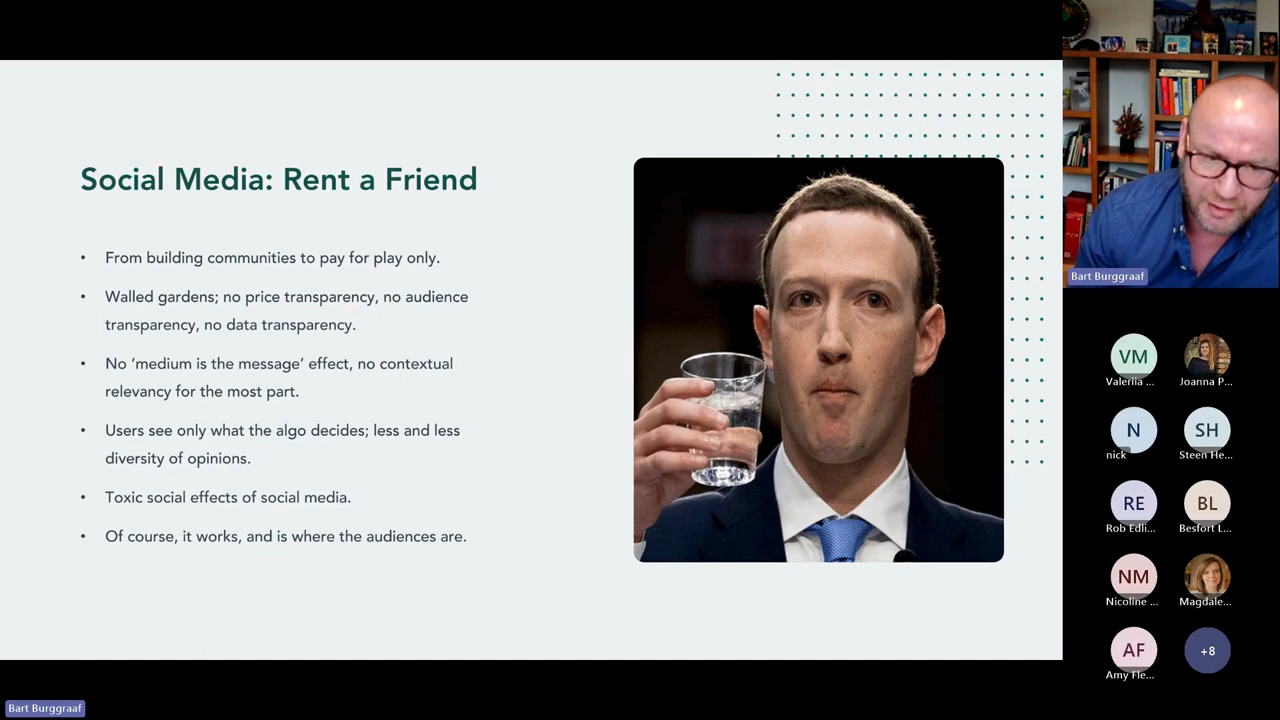 Social Media: Rent a Friend
• From building communities to pay for play only.
• Walled gardens; no price transparency, no audience
transparency, no data transparency.
• No ‘medium is the message’ effect, no contextual
relevancy for the most part.
• Users see only what the algo decides; less and less
diversity of opinions.
• Toxic social effects of social media.
• Of course, it works, and is where the audiences are.
Bart Burggraaf
VM
Valeriia ...
Joanna P...
N
nick
SH
Steen He...
RE
Rob Edli...
BL
Besfort L...
NM
Nicoline ...
Magdale...
AF
Amy Fle...
+8
Bart Burggraaf